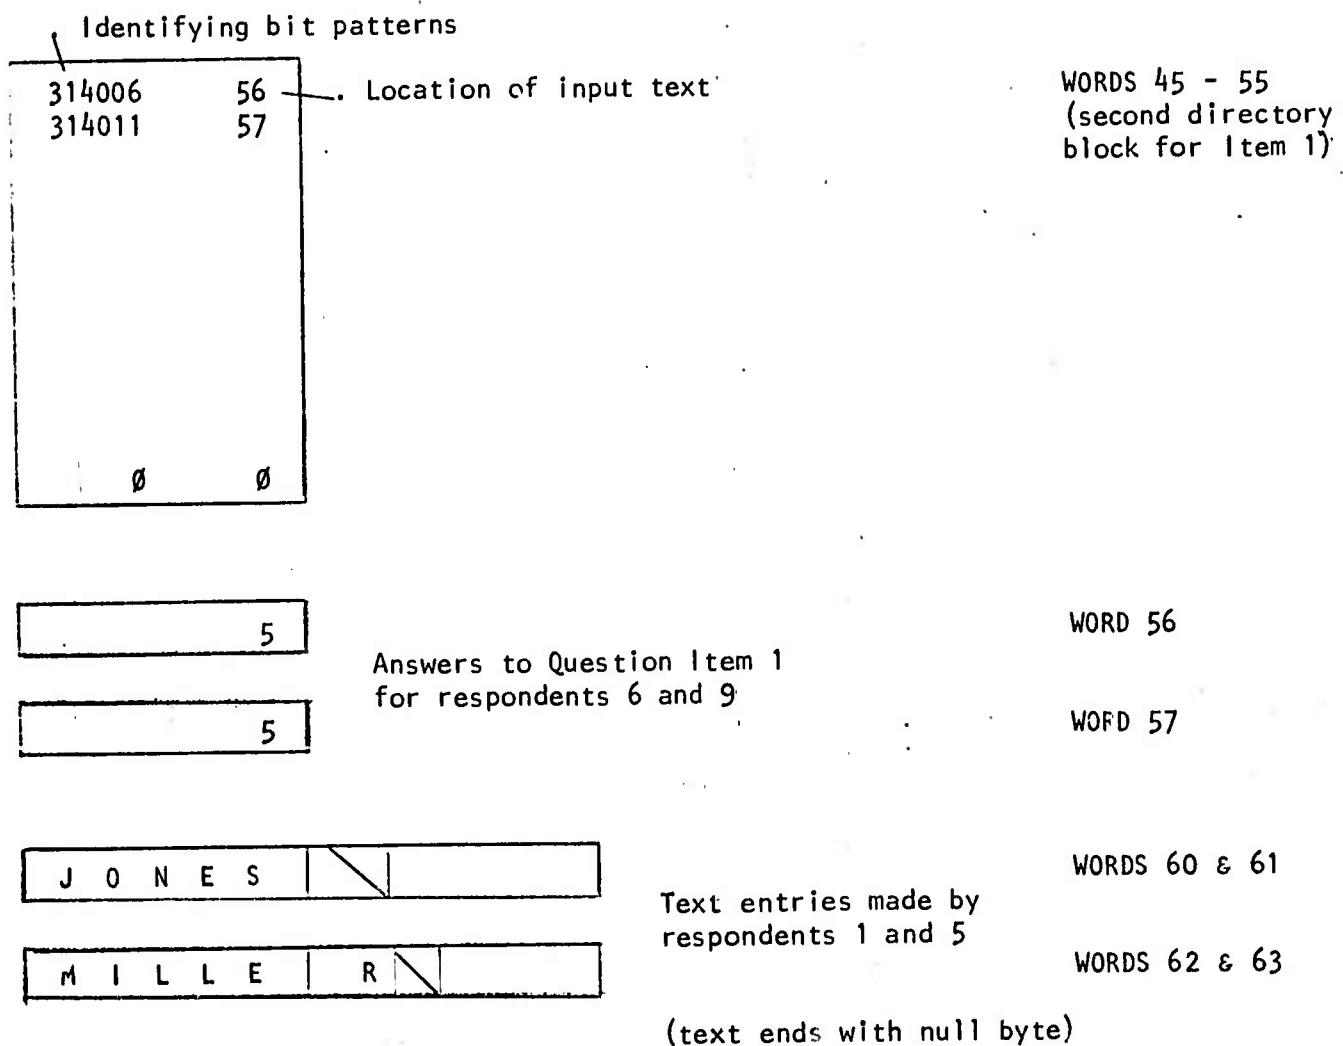 Identifying bit patterns
314006 56 Location of input text WORDS 45 - 55
314011 57 (second directory
block for Item 1)
Ø Ø
5 WORD 56
Answers to Question Item 1
for respondents 6 and 9
5 WORD 57
J O N E S WORDS 60 & 61
Text entries made by
respondents 1 and 5
M I L L E R WORDS 62 & 63
(text ends with null byte)